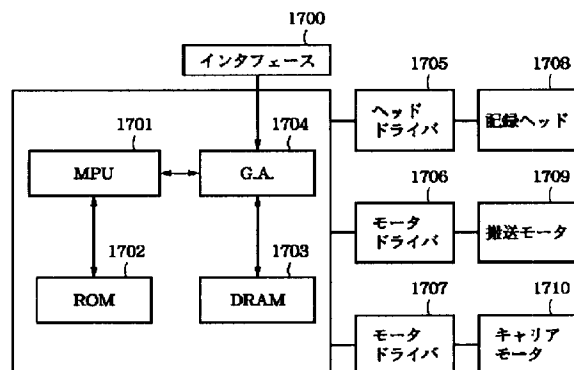 1700
インタフェース
1701
MPU
1704
G.A.
1702
ROM
1703
DRAM
1705
ヘッド
ドライバ
1708
記録ヘッド
1706
モータ
ドライバ
1709
搬送モータ
1707
モータ
ドライバ
1710
キャリア
モータ